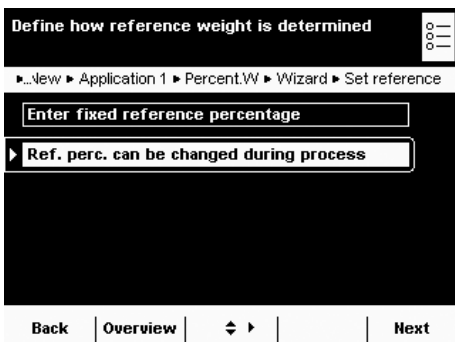 Define how reference weight is determined
...New ▸ Application 1 ▸ Percent.W ▸ Wizard ▸ Set reference
Enter fixed reference percentage
Ref. perc. can be changed during process
Back Overview Next